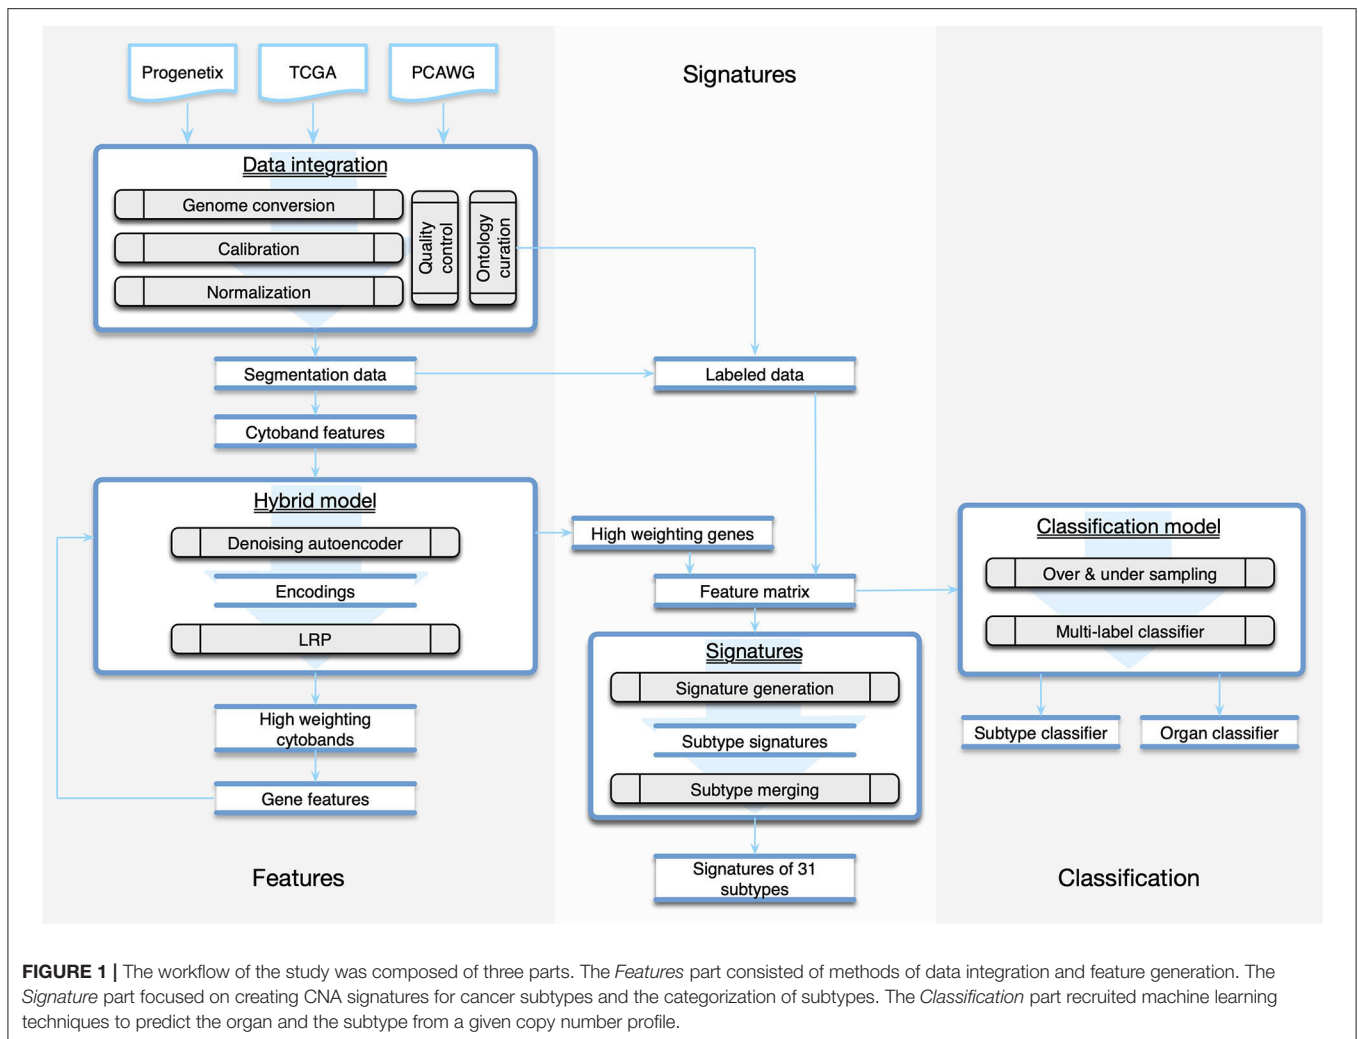 Progenetix
TCGA
PCAWG
Signatures
Data integration
Genome conversion
Calibration
Normalization
Quality
control
Ontology
curation
Segmentation data
Labeled data
Cytoband features
Hybrid model
Denoising autoencoder
Encodings
LRP
High weighting genes
Feature matrix
Classification model
Over & under sampling
Multi-label classifier
Signatures
Signature generation
Subtype signatures
Subtype merging
High weighting
cytobands
Gene features
Subtype classifier
Organ classifier
Signatures of 31
subtypes
Features
Classification
FIGURE 1 | The workflow of the study was composed of three parts. The Features part consisted of methods of data integration and feature generation. The
Signature part focused on creating CNA signatures for cancer subtypes and the categorization of subtypes. The Classification part recruited machine learning
techniques to predict the organ and the subtype from a given copy number profile.